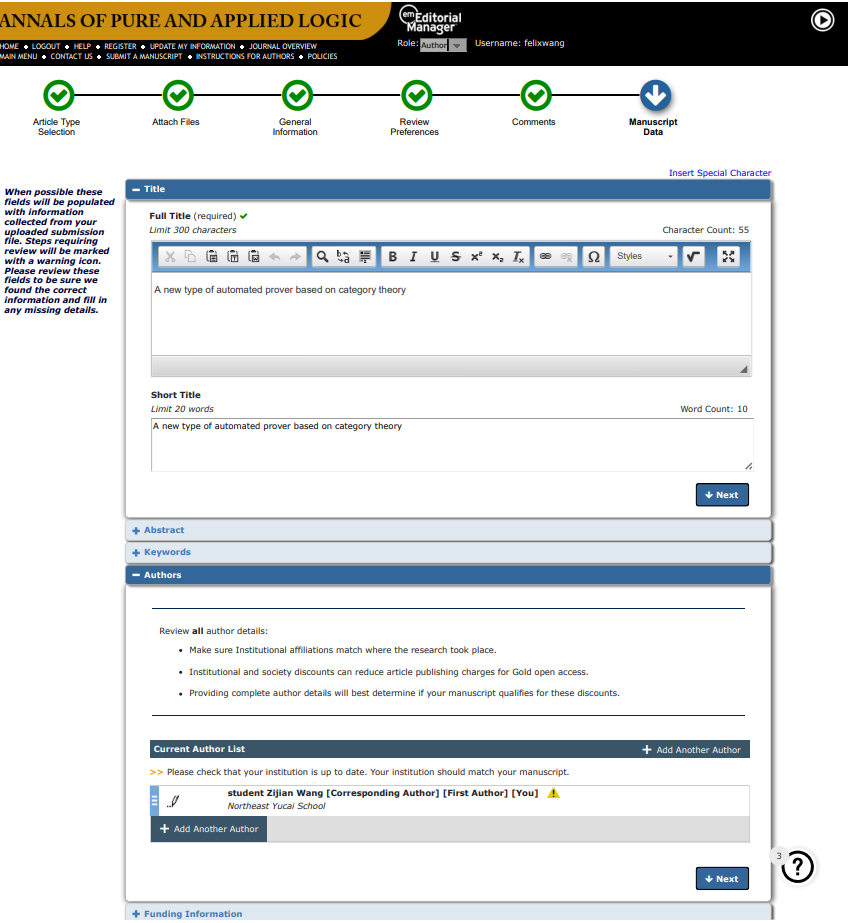 ANNALS OF PURE AND APPLIED LOGIC
em Editorial Manager
HOME ● LOGOUT ● HELP ● REGISTER ● UPDATE MY INFORMATION ● JOURNAL OVERVIEW
MAIN MENU ● CONTACT US ● SUBMIT A MANUSCRIPT ● INSTRUCTIONS FOR AUTHORS ● POLICIES
Role: Author Username: felixwang
Article Type Selection
Attach Files
General Information
Review Preferences
Comments
Manuscript Data
Insert Special Character
When possible these
fields will be populated
with information
collected from your
uploaded submission
file. Steps requiring
review will be marked
with a warning icon.
Please review these
fields to be sure we
found the correct
information and fill in
any missing details.
Title
Full Title (required)
Limit 300 characters Character Count: 55
B I U S x² x₂ Tx Ω Styles
A new type of automated prover based on category theory
Short Title
Limit 20 words Word Count: 10
A new type of automated prover based on category theory
Next
+ Abstract
+ Keywords
− Authors
Review all author details:
• Make sure Institutional affiliations match where the research took place.
• Institutional and society discounts can reduce article publishing charges for Gold open access.
• Providing complete author details will best determine if your manuscript qualifies for these discounts.
Current Author List + Add Another Author
>> Please check that your institution is up to date. Your institution should match your manuscript.
student Zijian Wang [Corresponding Author] [First Author] [You]
Northeast Yucai School
+ Add Another Author
3 ?
Next
+ Funding Information